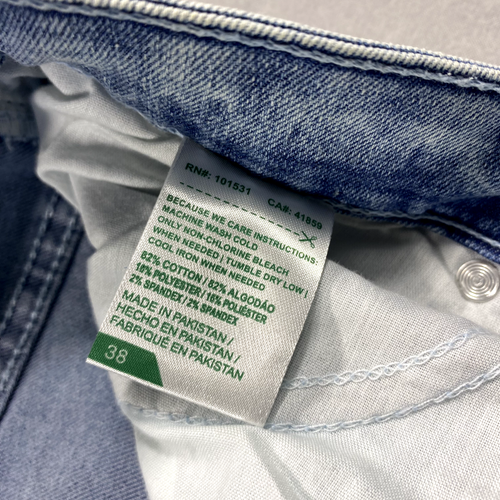 RN#: 101531 CA#: 41859
BECAUSE WE CARE INSTRUCTIONS:
MACHINE WASH COLD
ONLY NON-CHLORINE BLEACH
WHEN NEEDED | TUMBLE DRY LOW |
COOL IRON WHEN NEEDED
82% COTTON / 82% ALGODÃO
16% POLYESTER / 16% POLIÉSTER
2% SPANDEX / 2% SPANDEX
MADE IN PAKISTAN /
HECHO EN PAKISTAN /
FABRIQUÉ EN PAKISTAN
38